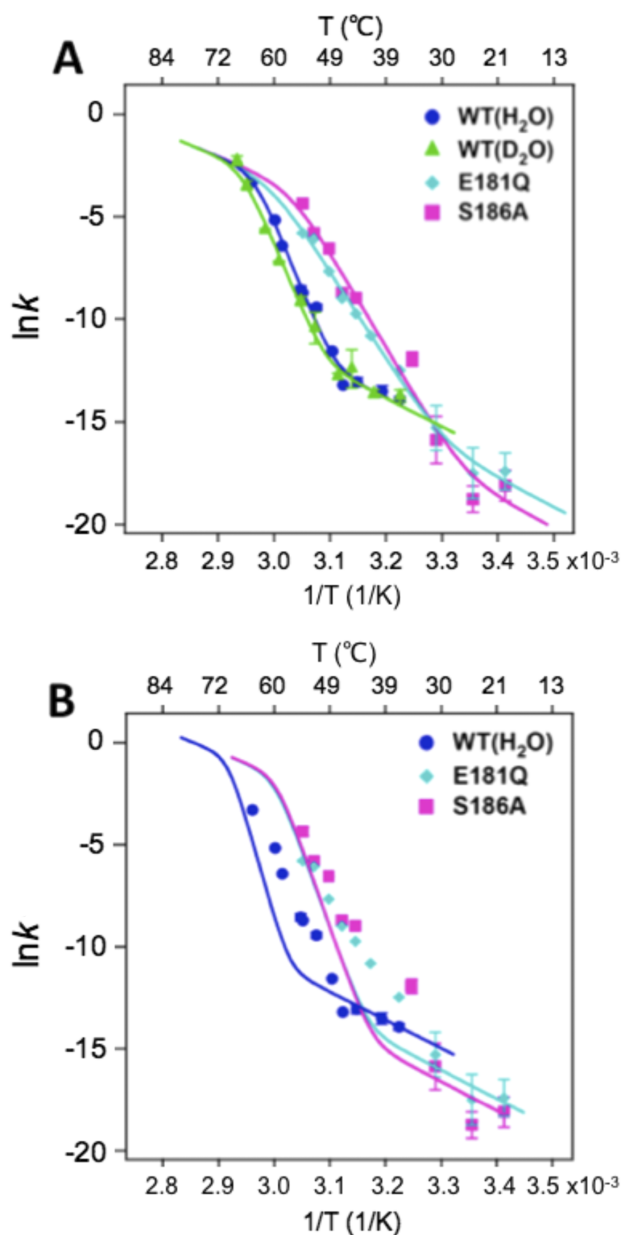 A
T (℃)
84 72 60 49 39 30 21 13
0
-5
-10
-15
-20
lnk
WT(H₂O)
WT(D₂O)
E181Q
S186A
2.8 2.9 3.0 3.1 3.2 3.3 3.4 3.5 x10⁻³
1/T (1/K)
B
T (℃)
84 72 60 49 39 30 21 13
0
-5
-10
-15
-20
lnk
WT(H₂O)
E181Q
S186A
2.8 2.9 3.0 3.1 3.2 3.3 3.4 3.5 x10⁻³
1/T (1/K)